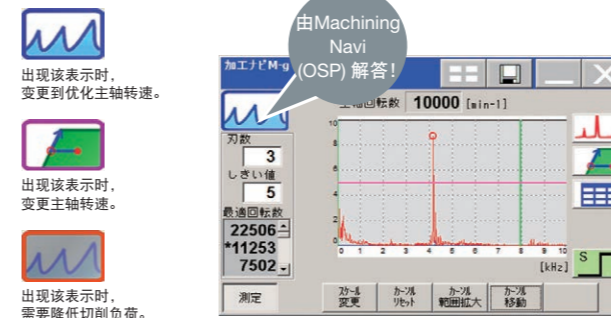 出现该表示时，
变更到优化主轴转速。
出现该表示时，
变更主轴转速。
出现该表示时，
需要降低切削负荷。
由Machining
Navi
(OSP) 解答！
加工ナビM-g
主軸回転数 10000 [min-1]
刃数
3
しきい値
5
最適回転数
22506
*11253
7502
10
8
6
4
2
0
0 1 2 3 4 5 6 7 8 9 10
[kHz]
S
測定
スケール
変更
カーソル
リセット
カーソル
範囲拡大
カーソル
移動